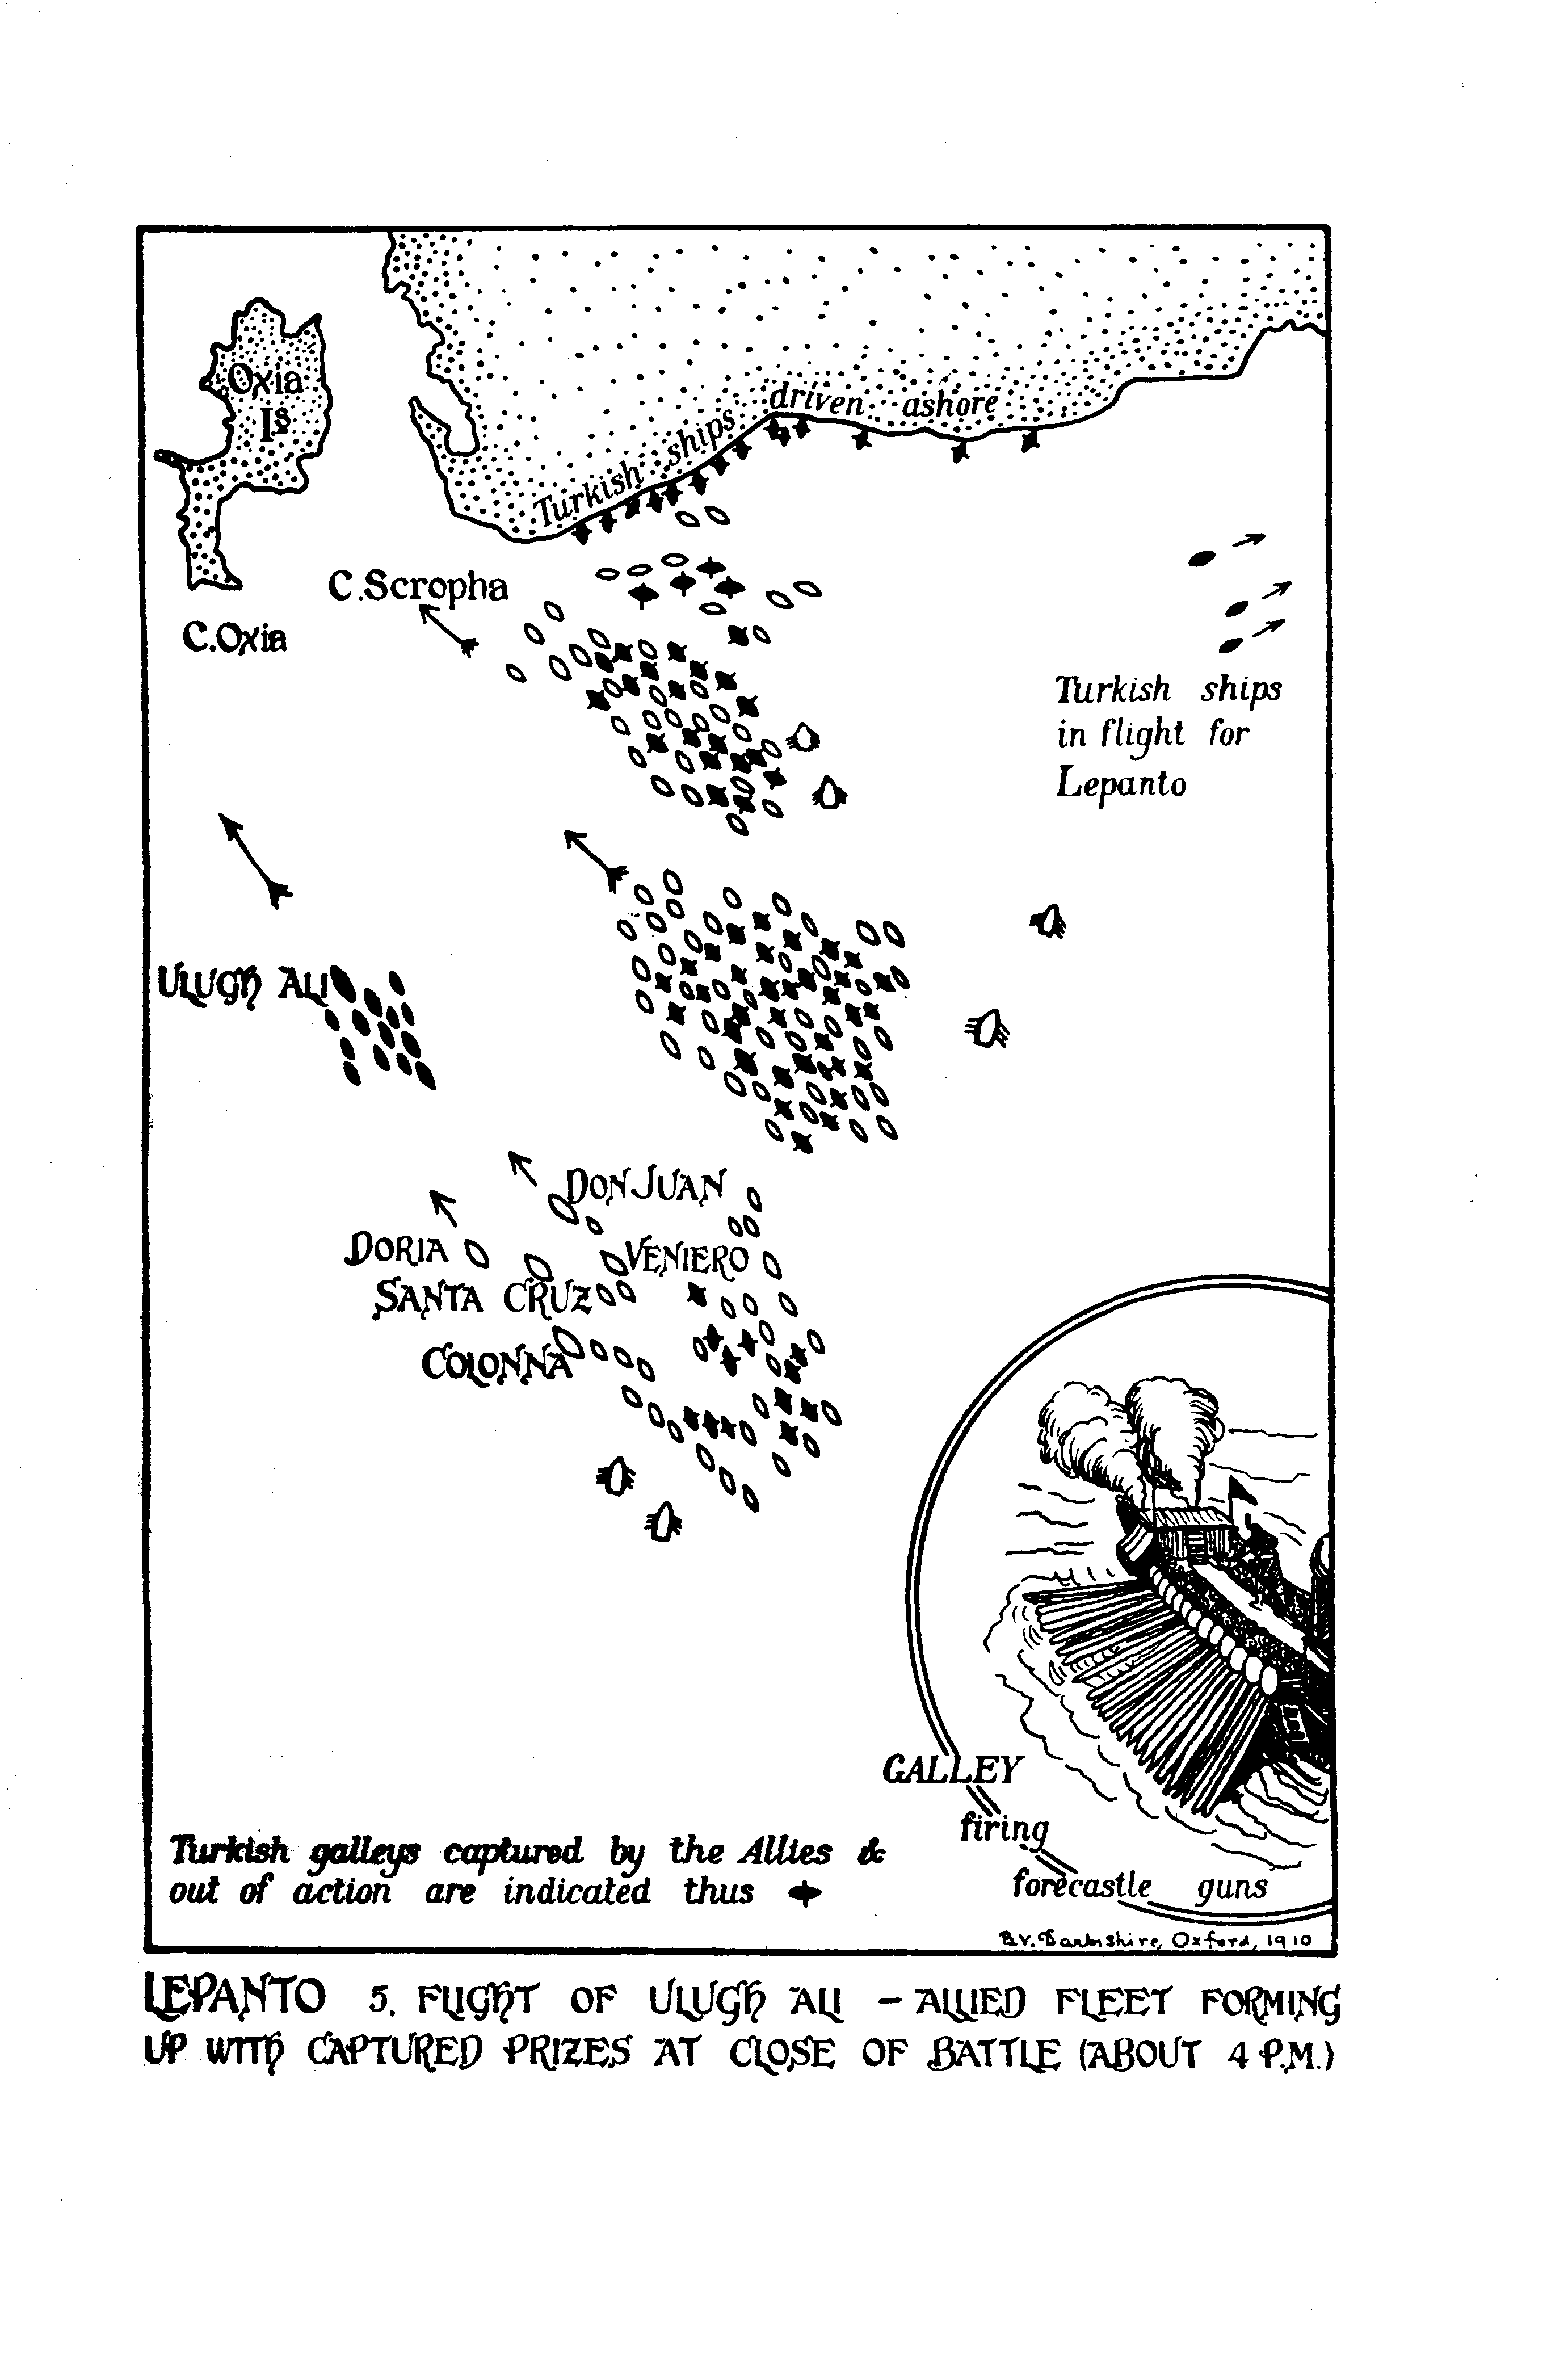 Oxia
Is
Turkish ships driven ashore
C.Scropha
C.Oxia
Turkish ships
in flight for
Lepanto
ULUGH ALI
DON JUAN
DORIA
VENIERO
SANTA CRUZ
COLONNA
GALLEY
firing
forecastle guns
Turkish galleys captured by the Allies &
out of action are indicated thus
B.V. Darbishire, Oxford, 1910
LEPANTO 5. FLIGHT OF ULUGH ALI – ALLIED FLEET FORMING
UP WITH CAPTURED PRIZES AT CLOSE OF BATTLE (ABOUT 4 P.M.)